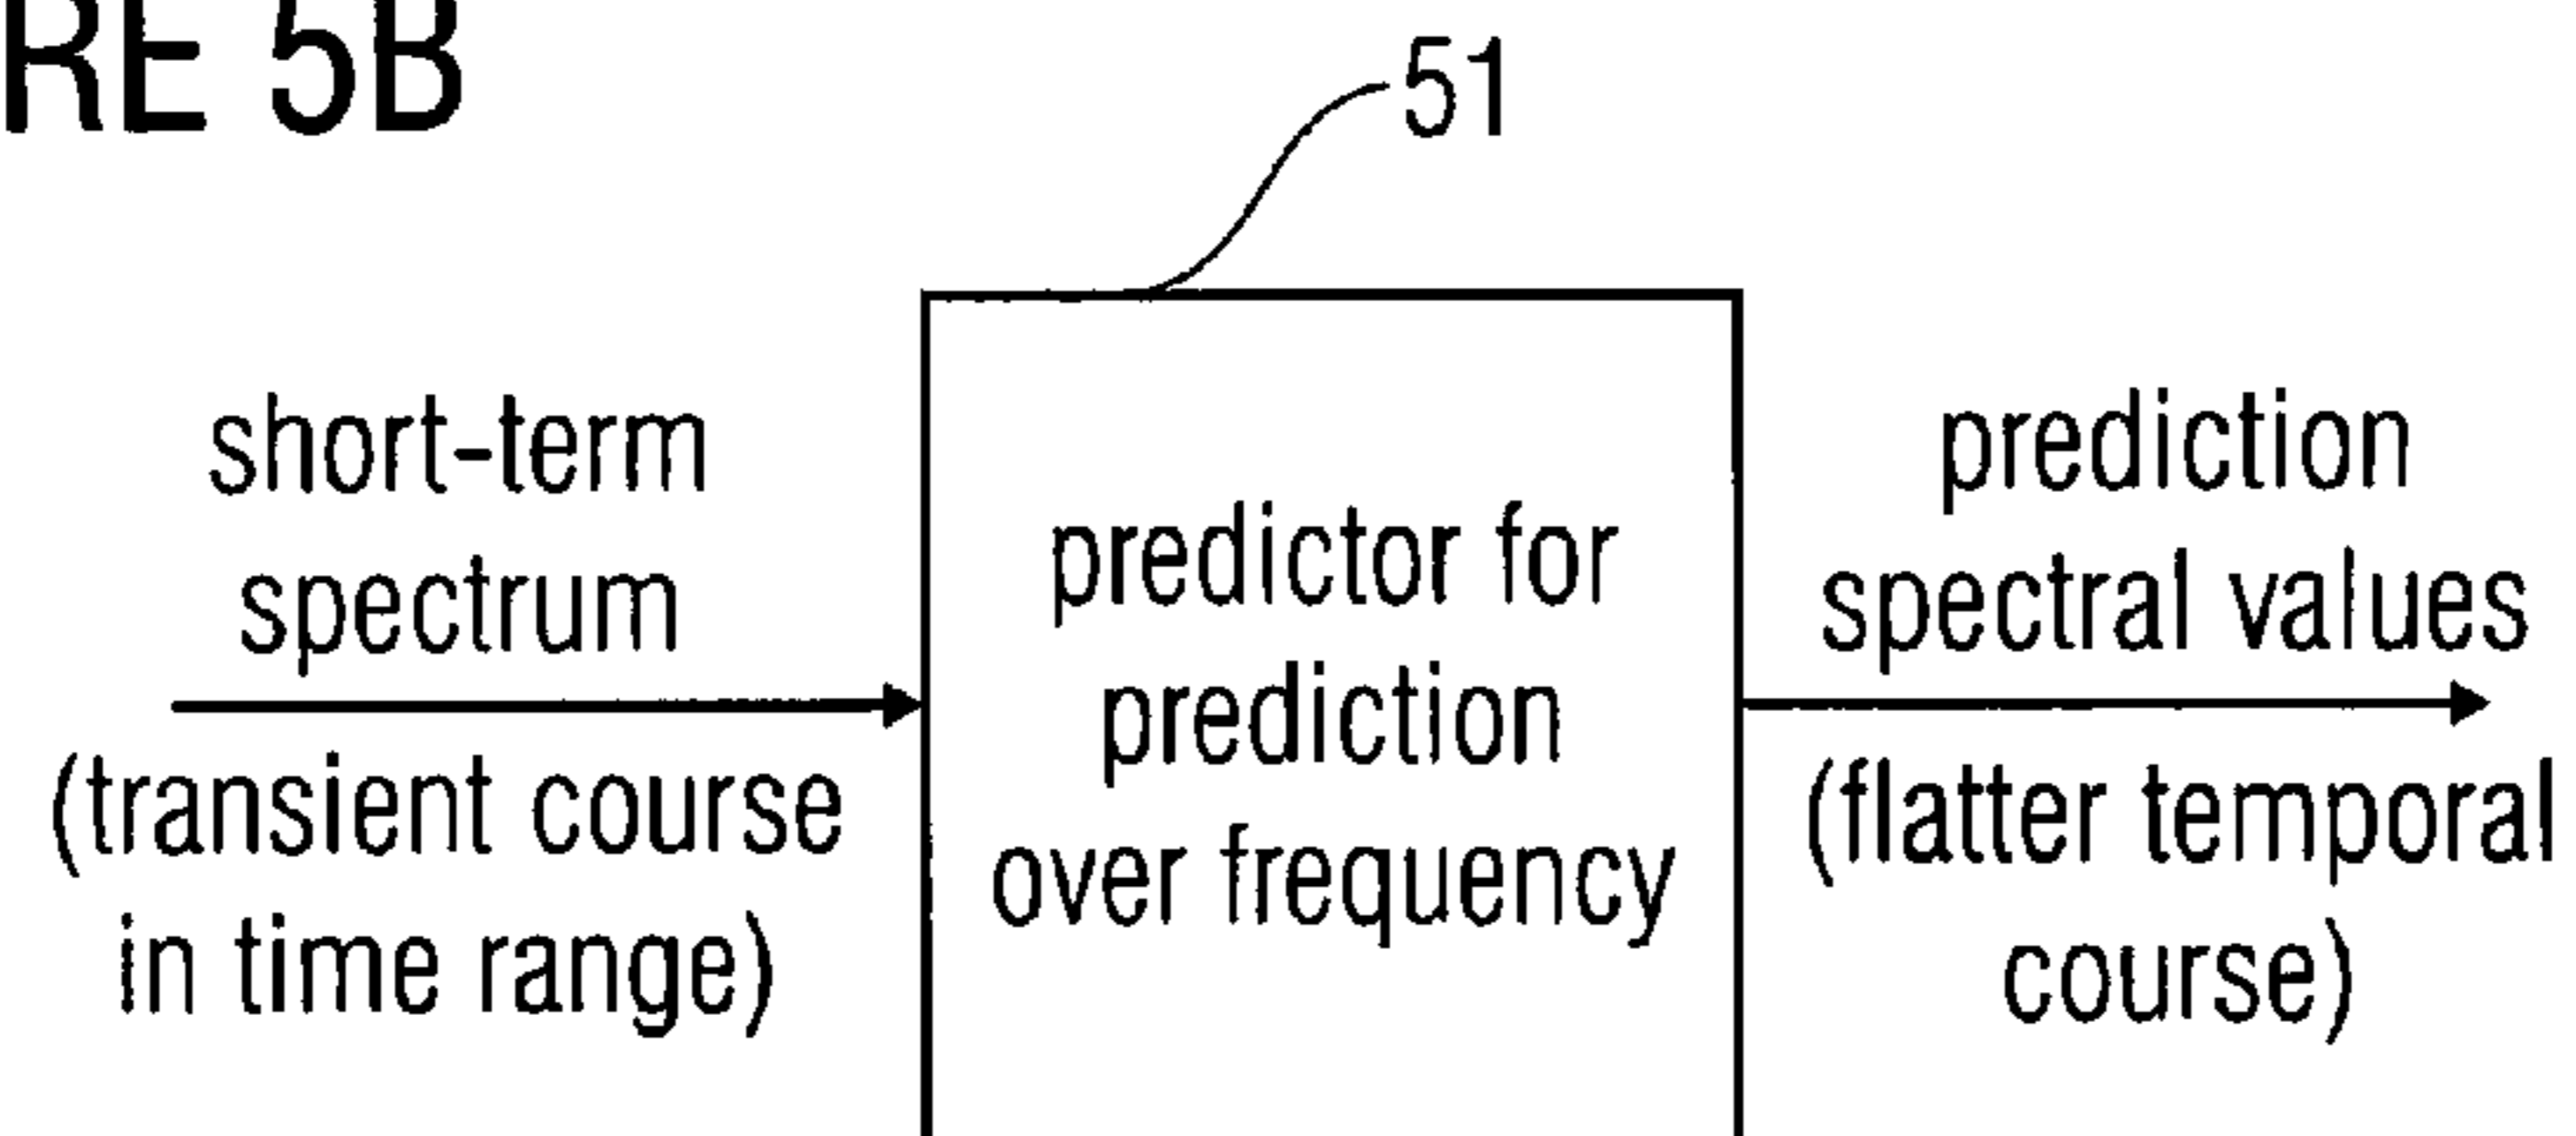 RE 5B
51
short-term
spectrum
(transient course
in time range)
predictor for
prediction
over frequency
prediction
spectral values
(flatter temporal
course)